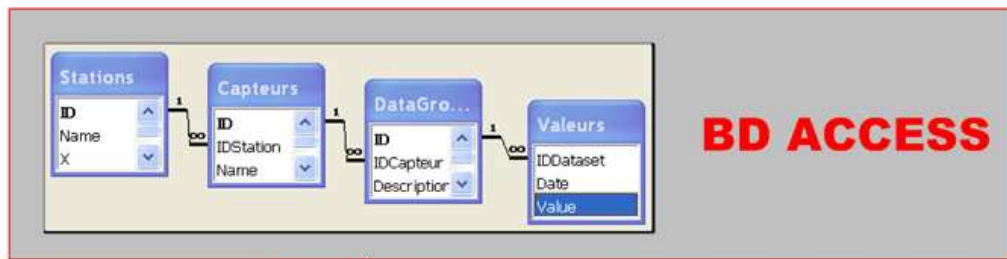 Stations
ID
Name
X
1
∞
Capteurs
ID
IDStation
Name
1
∞
DataGro...
ID
IDCapteur
Description
1
∞
Valeurs
IDDataset
Date
Value
BD ACCESS